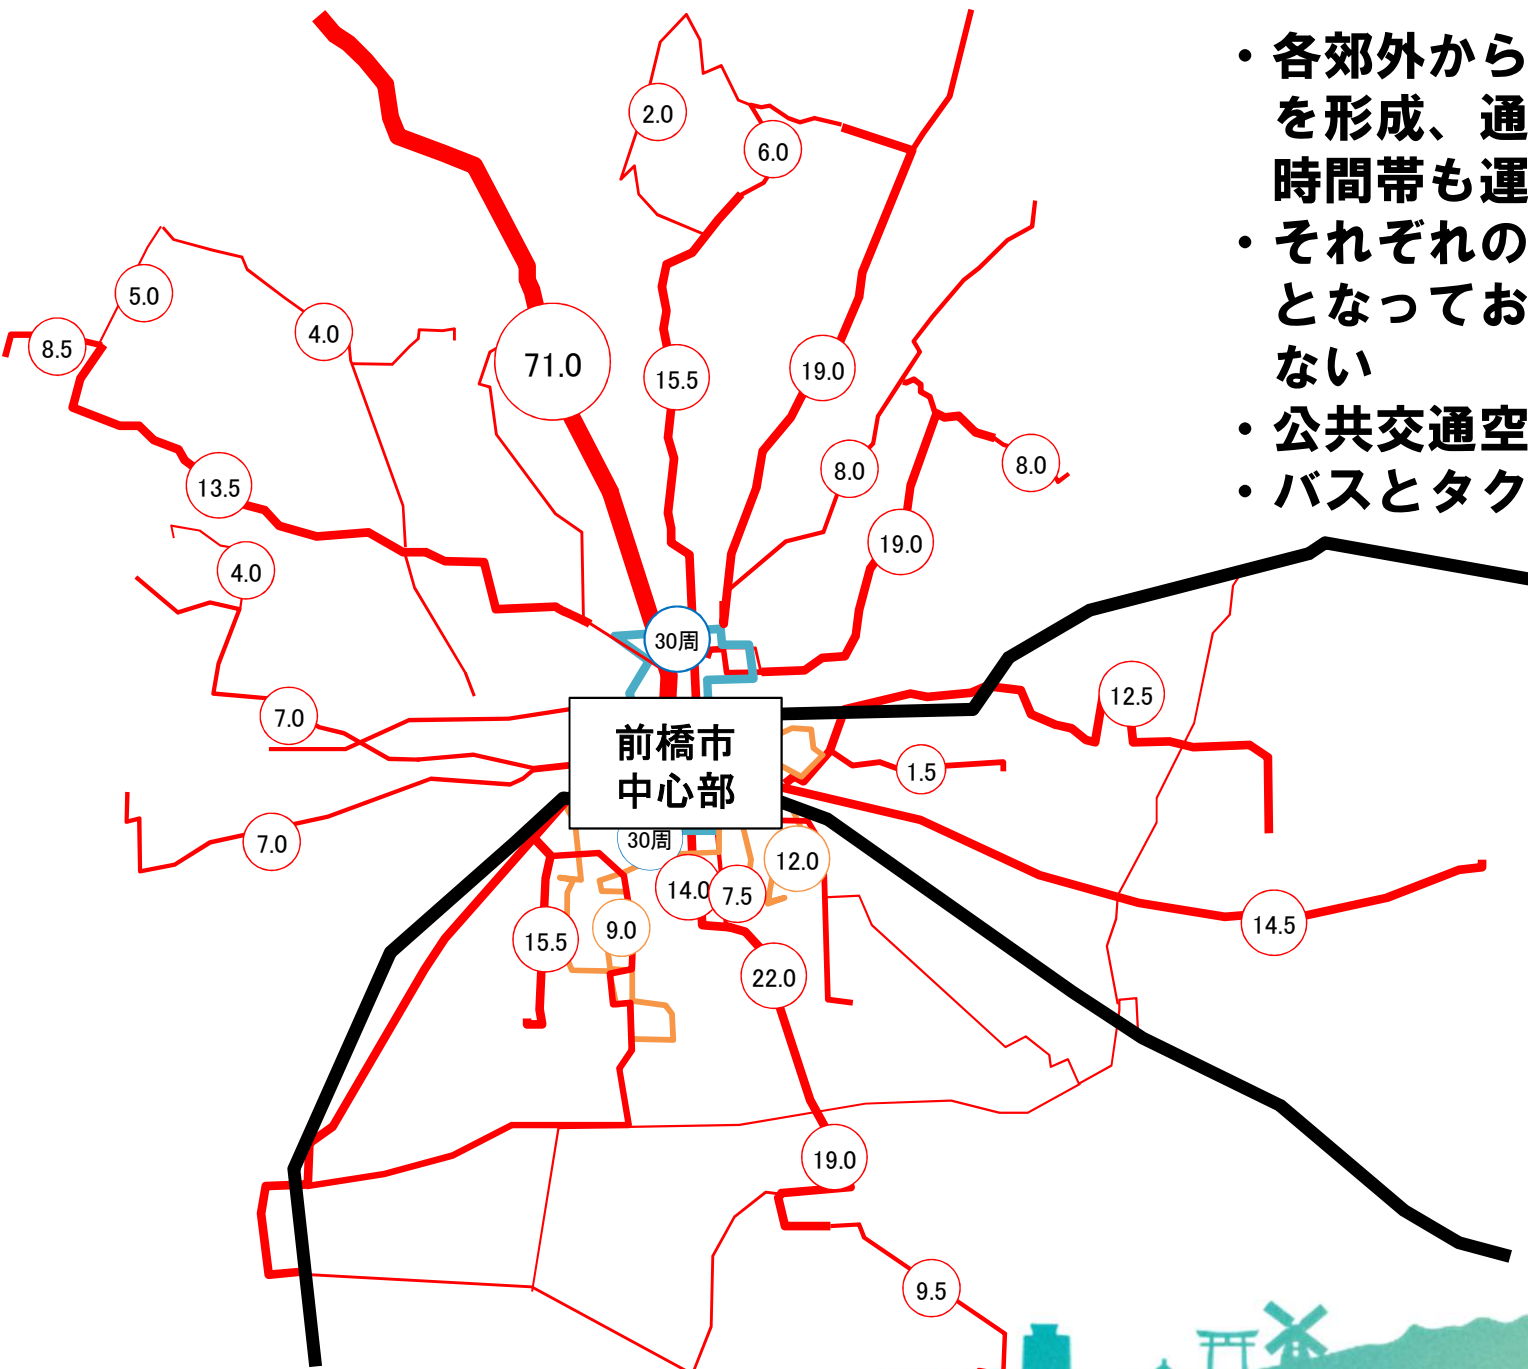 ・各郊外から
を形成、通
時間帯も運
・それぞれの
となってお
ない
・公共交通空
・バスとタク
2.0
6.0
5.0
4.0
8.5
71.0
15.5
19.0
8.0
8.0
13.5
19.0
4.0
30周
7.0
12.5
前橋市
中心部
1.5
7.0
30周
12.0
14.0
7.5
15.5
9.0
14.5
22.0
19.0
9.5